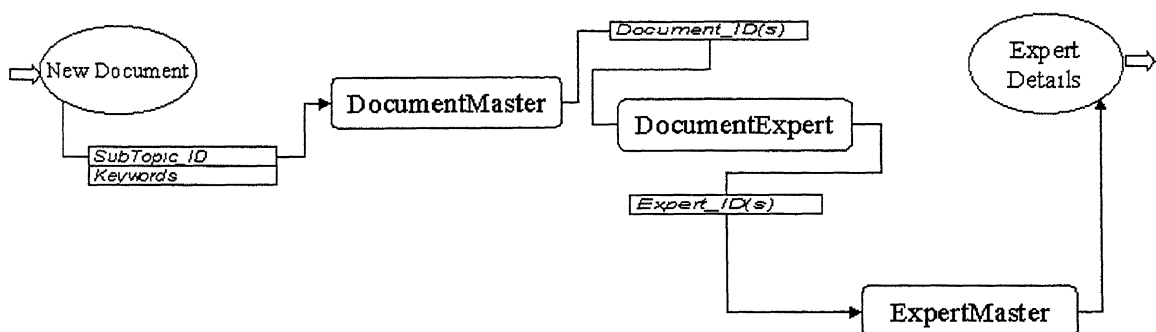 New Document
SubTopic_ID
Keywords
DocumentMaster
Document_ID(s)
DocumentExpert
Expert_ID(s)
ExpertMaster
Expert
Details